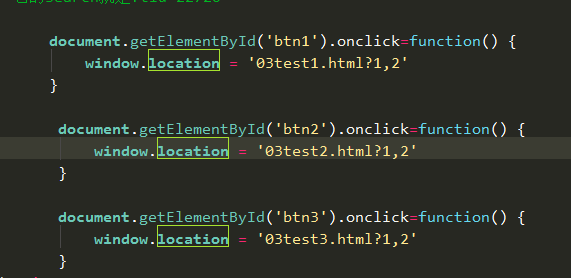 document.getElementById('btn1').onclick=function() {
window.location = '03test1.html?1,2'
}
document.getElementById('btn2').onclick=function() {
window.location = '03test2.html?1,2'
}
document.getElementById('btn3').onclick=function() {
window.location = '03test3.html?1,2'
}